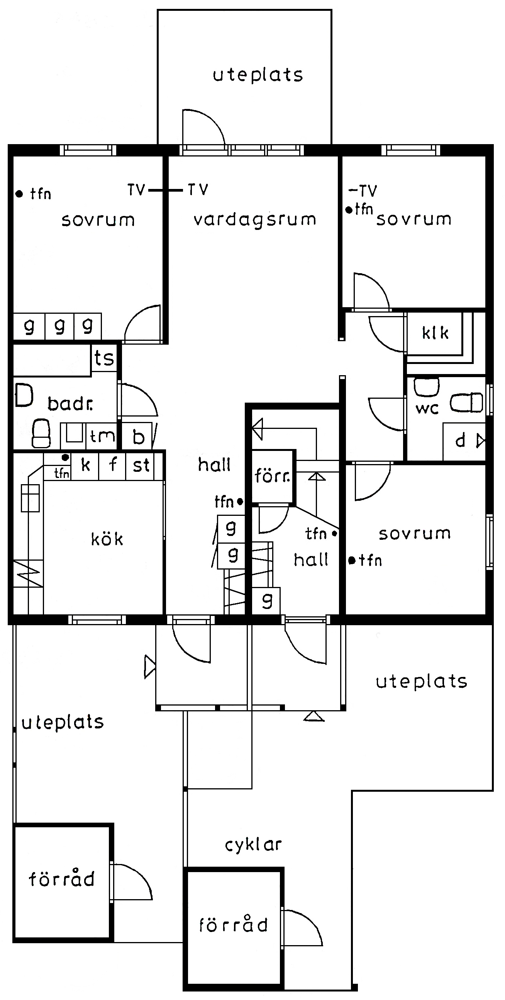 uteplats
TV TV
-TV
tfn
tfn
sovrum
vardagsrum
sovrum
g g g
klk
ts
badr.
wc
tm
b
d
tfn
k f st
hall
förr.
tfn
g
kök
tfn
sovrum
g
hall
tfn
g
uteplats
uteplats
cyklar
förråd
förråd